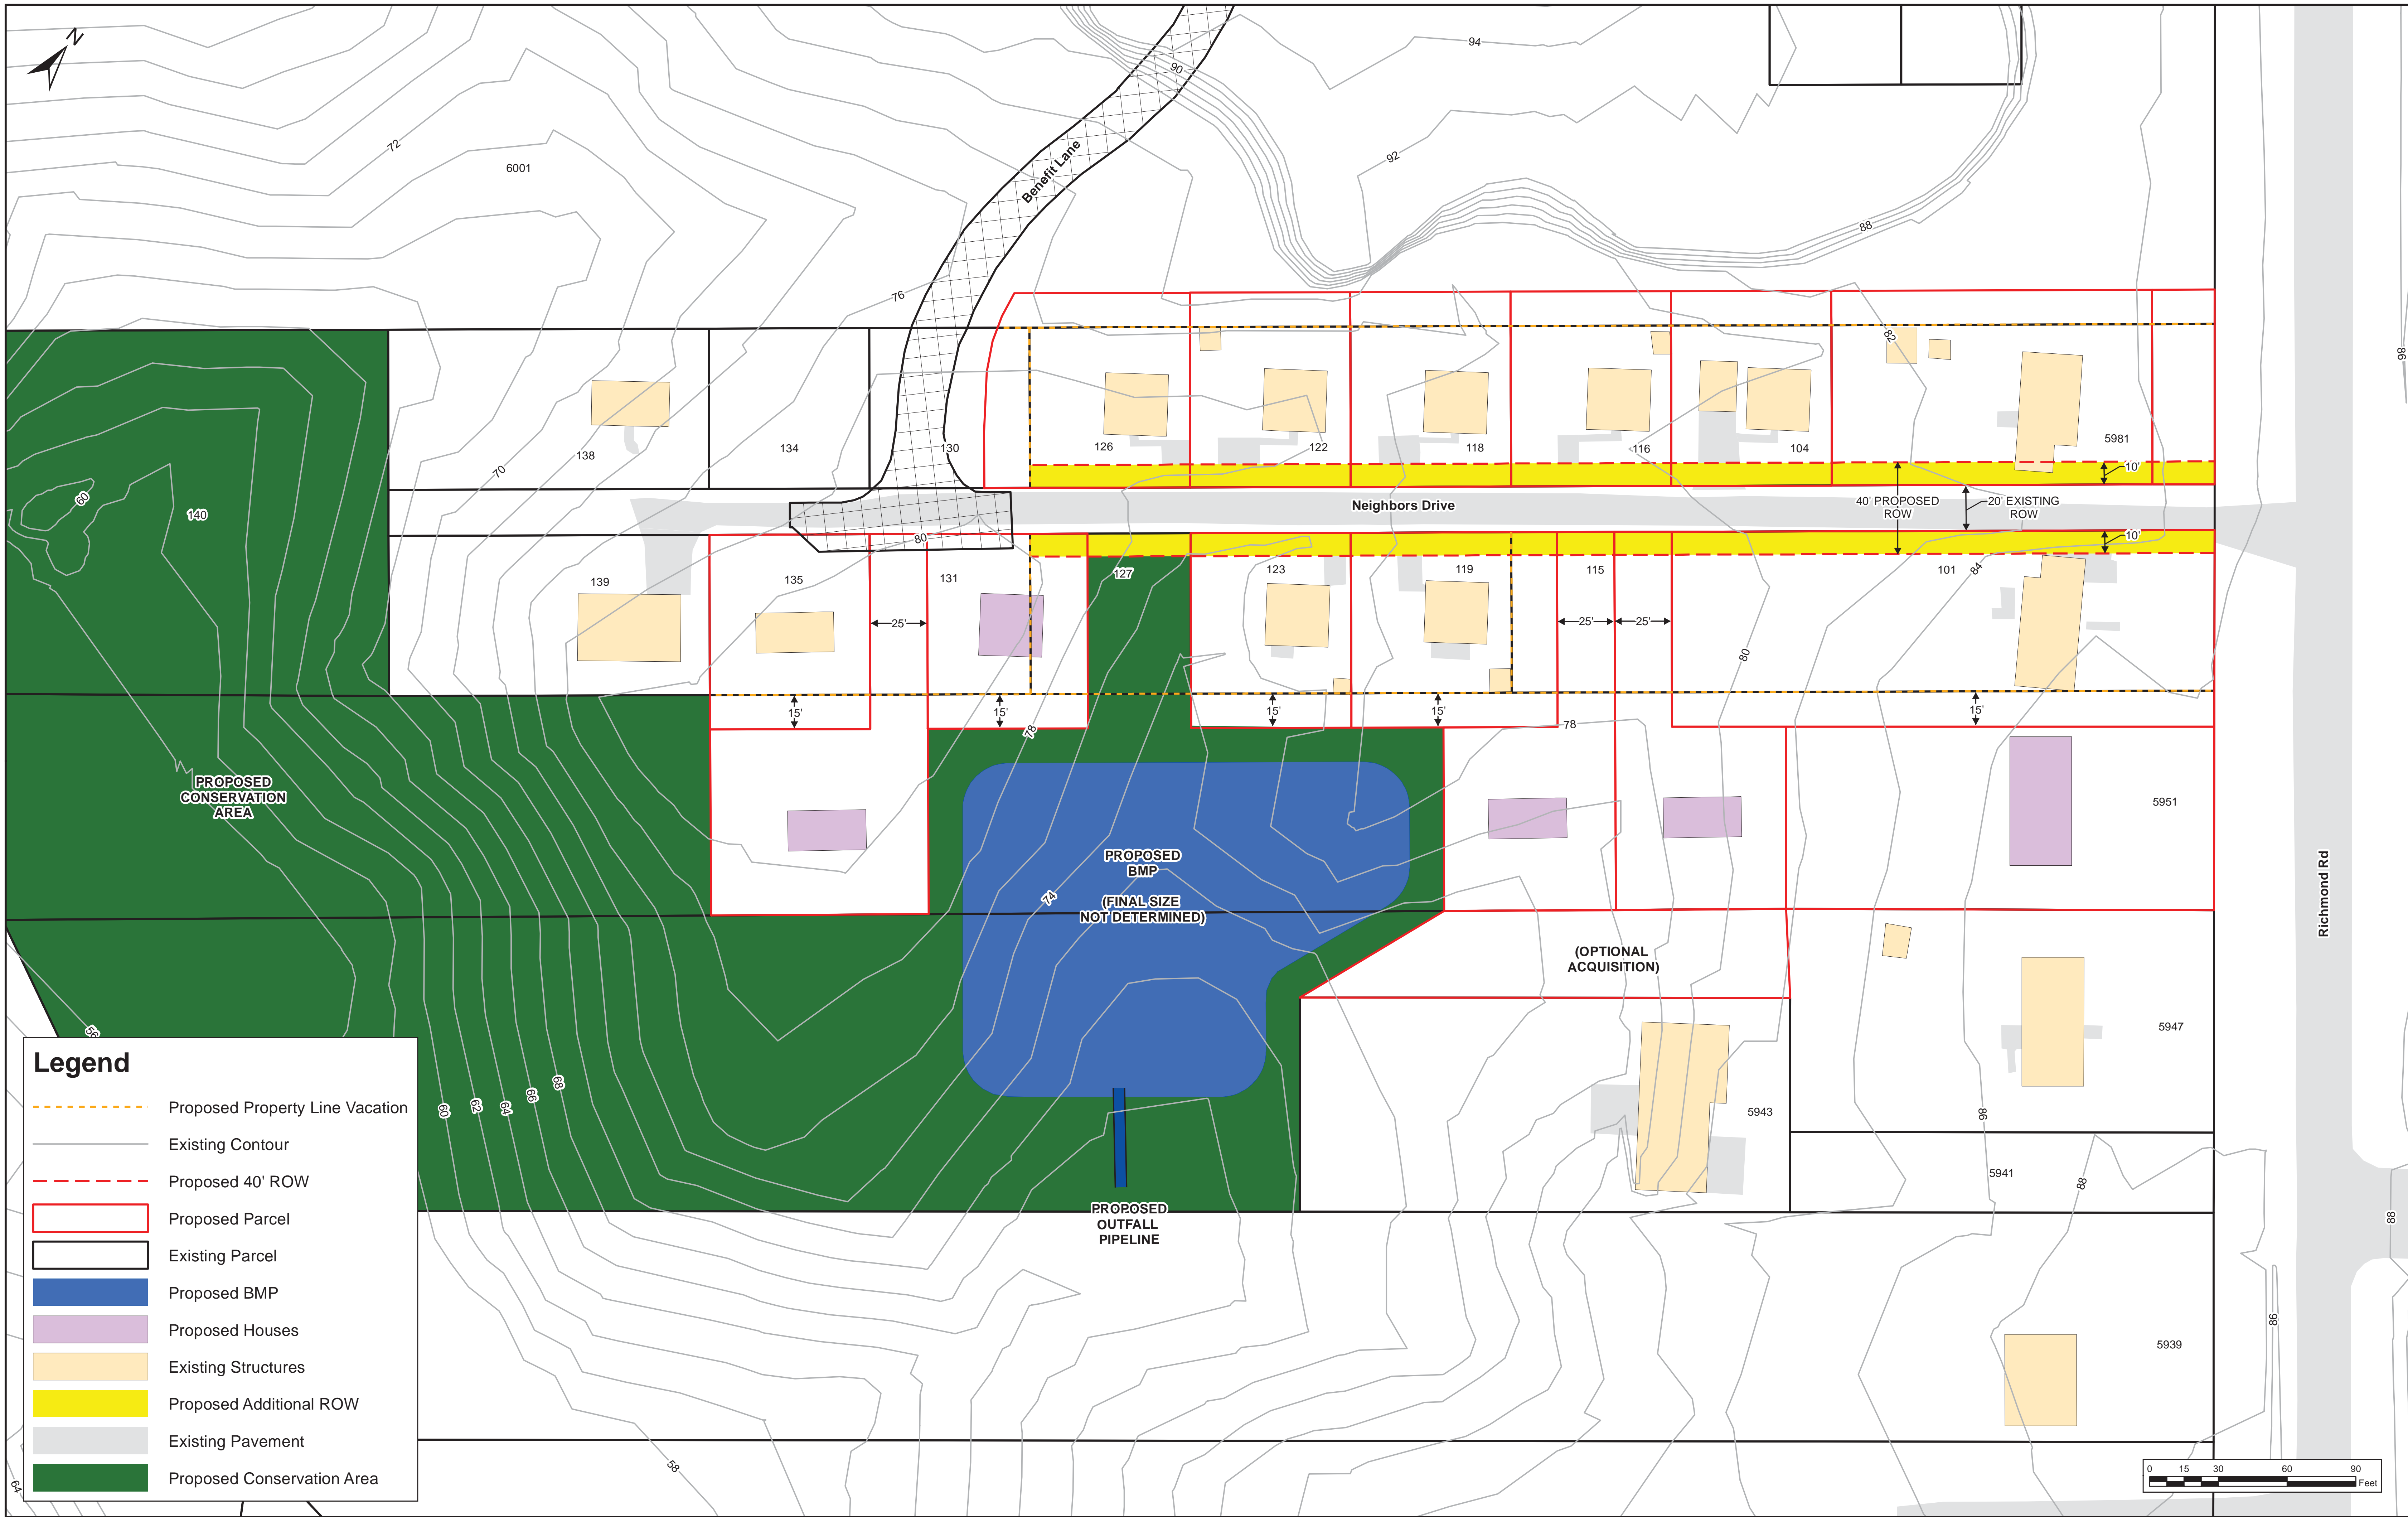 N
94
90
72
92
6001
Benefit Lane
88
76
82
86
70
138
134
130
126
122
118
116
104
5981
10'
60
140
Neighbors Drive
40' PROPOSED
ROW
20' EXISTING
ROW
80
10'
139
135
131
127
123
119
115
101
84
25'
25'
25'
80
15'
15'
15'
15'
15'
78
78
PROPOSED
CONSERVATION
AREA
5951
PROPOSED
BMP
(FINAL SIZE
NOT DETERMINED)
74
Richmond Rd
(OPTIONAL
ACQUISITION)
56
5947
60
62
64
66
68
5943
86
5941
88
88
PROPOSED
OUTFALL
PIPELINE
86
5939
58
64
Legend
Proposed Property Line Vacation
Existing Contour
Proposed 40' ROW
Proposed Parcel
Existing Parcel
Proposed BMP
Proposed Houses
Existing Structures
Proposed Additional ROW
Existing Pavement
Proposed Conservation Area
0 15 30 60 90
Feet